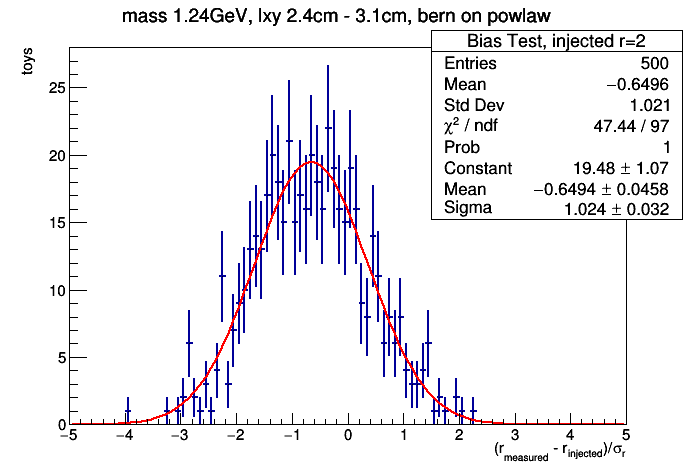 mass 1.24GeV, lxy 2.4cm - 3.1cm, bern on powlaw
Bias Test, injected r=2
Entries 500
Mean −0.6496
Std Dev 1.021
χ² / ndf 47.44 / 97
Prob 1
Constant 19.48 ± 1.07
Mean −0.6494 ± 0.0458
Sigma 1.024 ± 0.032
toys
25
20
15
10
5
0
−5 −4 −3 −2 −1 0 1 2 3 4 5
(r_measured - r_injected)/σ_r